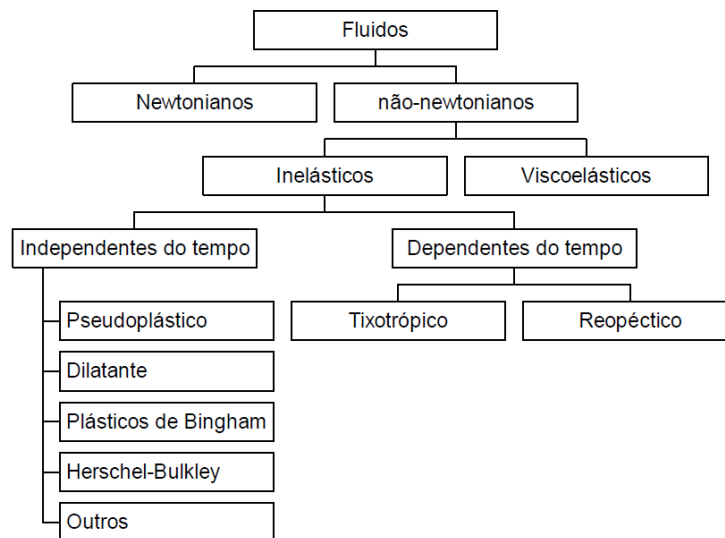 Fluidos
Newtonianos
não-newtonianos
Inelásticos
Viscoelásticos
Independentes do tempo
Dependentes do tempo
Pseudoplástico
Tixotrópico
Reopéctico
Dilatante
Plásticos de Bingham
Herschel-Bulkley
Outros